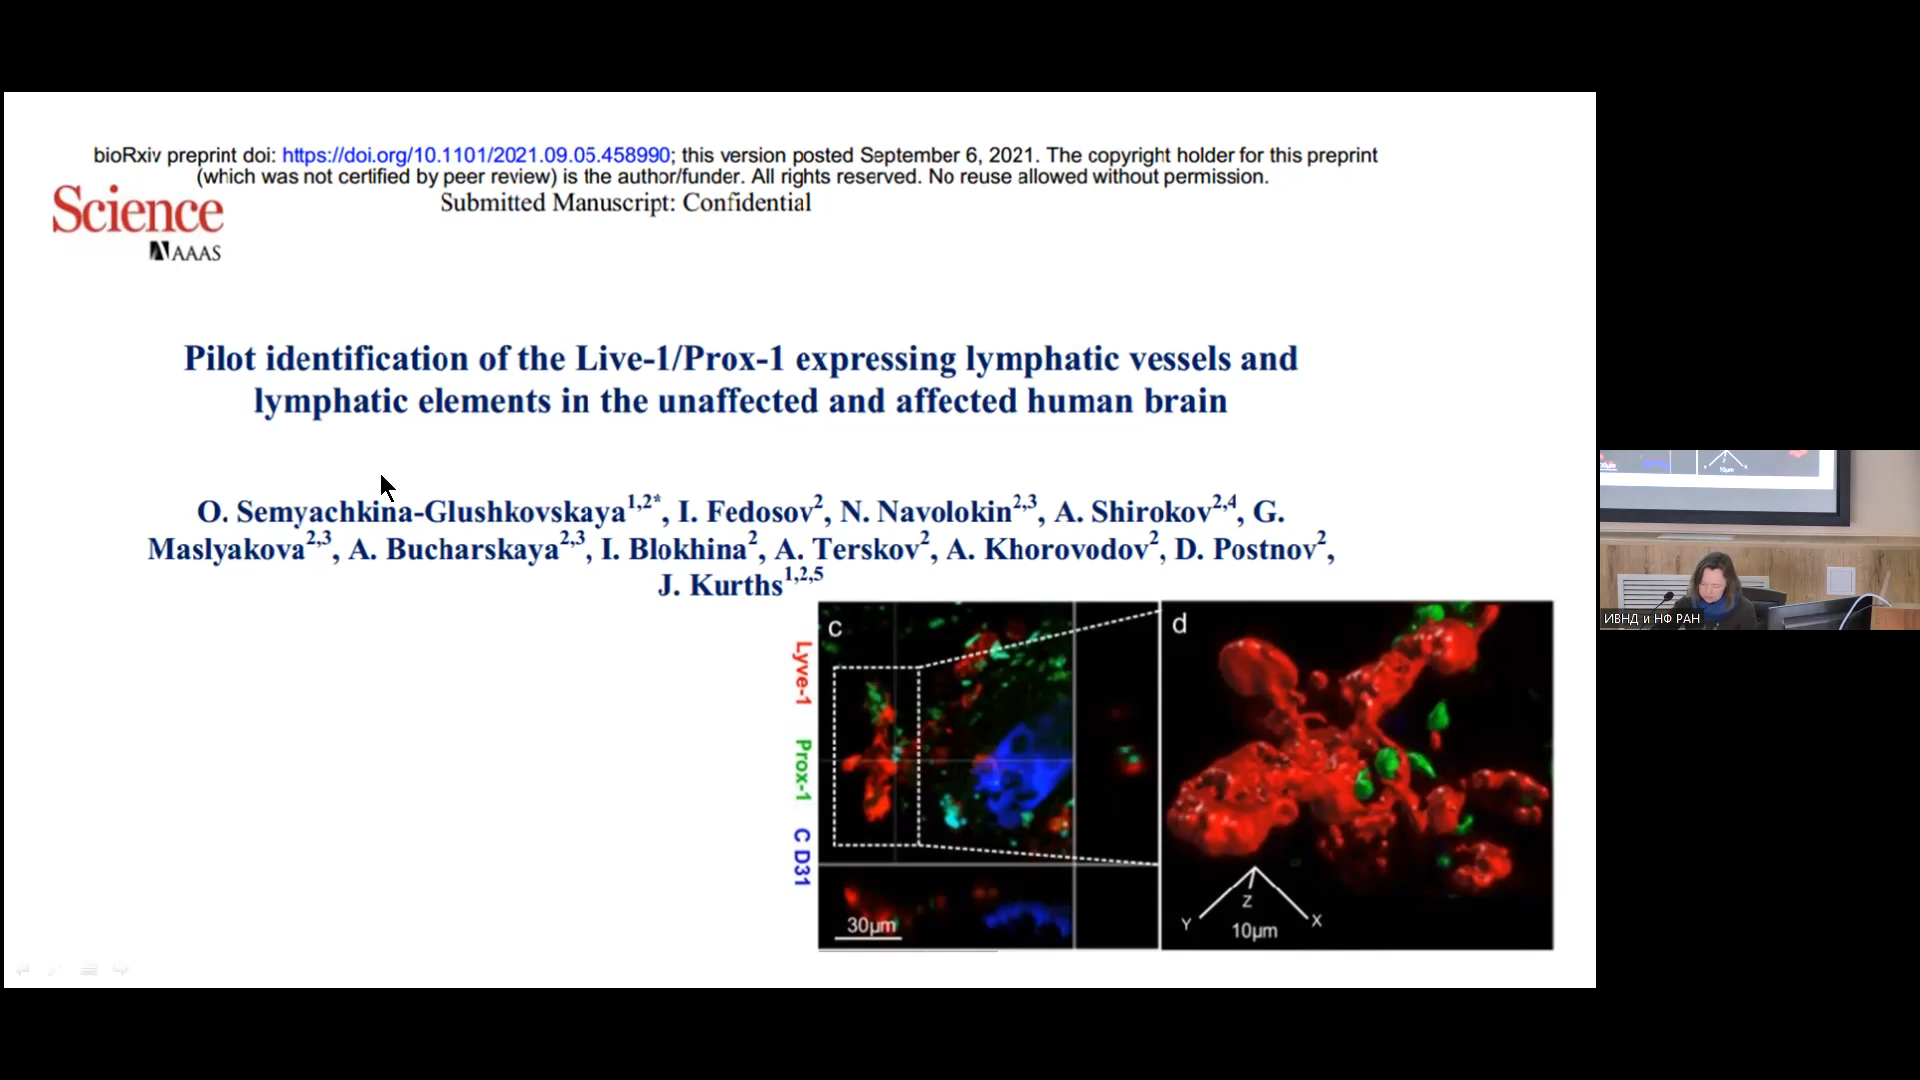 bioRxiv preprint doi: https://doi.org/10.1101/2021.09.05.458990; this version posted September 6, 2021. The copyright holder for this preprint
(which was not certified by peer review) is the author/funder. All rights reserved. No reuse allowed without permission.
Submitted Manuscript: Confidential
Science
AAAS
Pilot identification of the Live-1/Prox-1 expressing lymphatic vessels and
lymphatic elements in the unaffected and affected human brain
O. Semyachkina-Glushkovskaya1,2*, I. Fedosov2, N. Navolokin2,3, A. Shirokov2,4, G.
Maslyakova2,3, A. Bucharskaya2,3, I. Blokhina2, A. Terskov2, A. Khorovodov2, D. Postnov2,
J. Kurths1,2,5
Lyve-1
Prox-1
C D31
c
30µm
d
Y
Z
X
10µm
ИВНД и НФ РАН